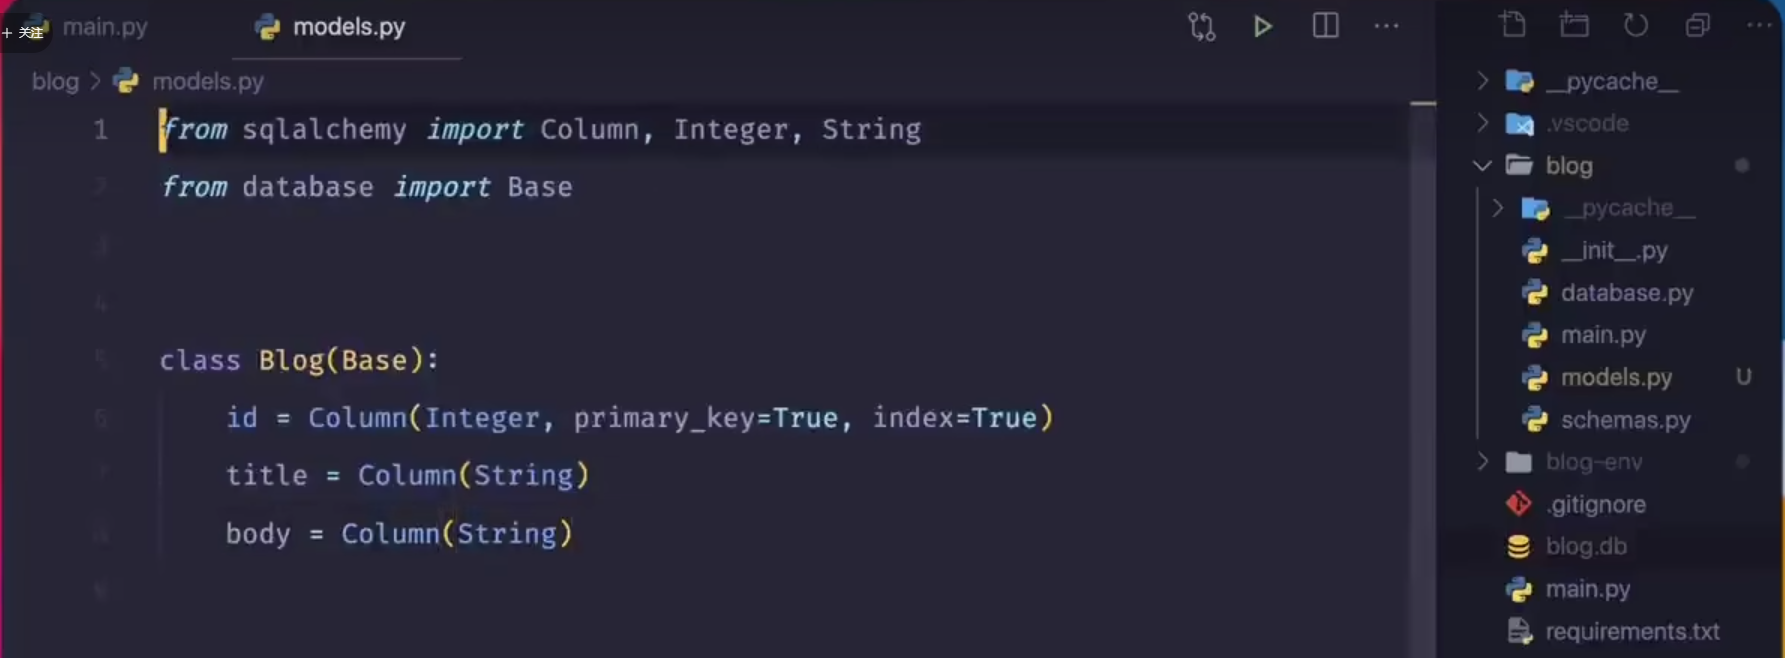 + 关注
main.py
models.py
blog > models.py
1 from sqlalchemy import Column, Integer, String
2 from database import Base
3
4
5 class Blog(Base):
6 id = Column(Integer, primary_key=True, index=True)
7 title = Column(String)
8 body = Column(String)
9
__pycache__
.vscode
blog
__pycache__
__init__.py
database.py
main.py
models.py U
schemas.py
blog-env
.gitignore
blog.db
main.py
requirements.txt